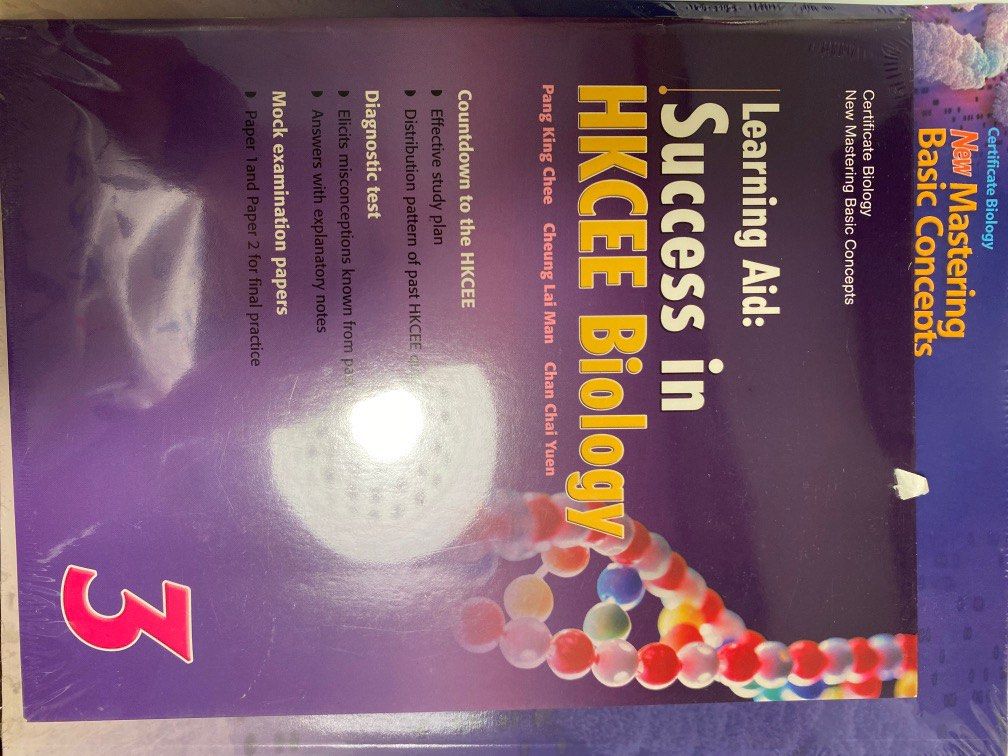 Certificate Biology
New Mastering
Basic Concepts
Certificate Biology
New Mastering Basic Concepts
Learning Aid:
Success in
HKCEE Biology
Pang King Chee Cheung Lai Man Chan Chai Yuen
Countdown to the HKCEE
Effective study plan
Distribution pattern of past HKCEE
Diagnostic test
Elicits misconceptions known from
Answers with explanatory notes
Mock examination papers
Paper 1 and Paper 2 for final practice
3